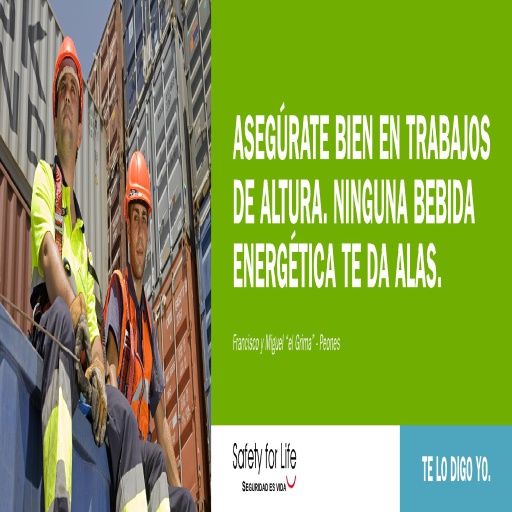 ASEGÚRATE BIEN EN TRABAJOS
DE ALTURA. NINGUNA BEBIDA
ENERGÉTICA TE DA ALAS.
Francisco y Miguel "el Grima" - Peones
Safety for Life
SEGURIDAD ES VIDA
TE LO DIGO YO.